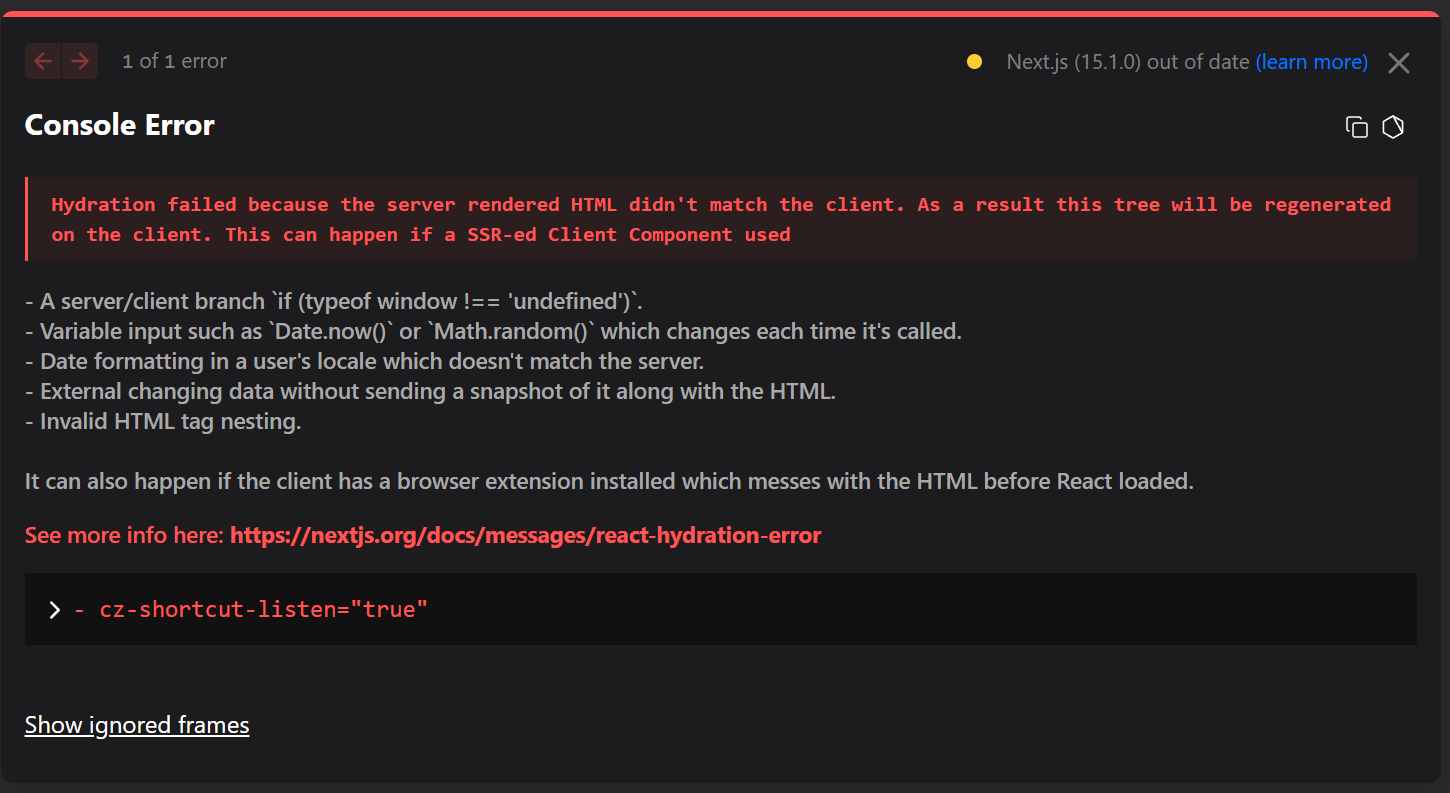 1 of 1 error
Next.js (15.1.0) out of date (learn more)
Console Error
Hydration failed because the server rendered HTML didn't match the client. As a result this tree will be regenerated
on the client. This can happen if a SSR-ed Client Component used
- A server/client branch `if (typeof window !== 'undefined')`.
- Variable input such as `Date.now()` or `Math.random()` which changes each time it's called.
- Date formatting in a user's locale which doesn't match the server.
- External changing data without sending a snapshot of it along with the HTML.
- Invalid HTML tag nesting.
It can also happen if the client has a browser extension installed which messes with the HTML before React loaded.
See more info here: https://nextjs.org/docs/messages/react-hydration-error
- cz-shortcut-listen="true"
Show ignored frames